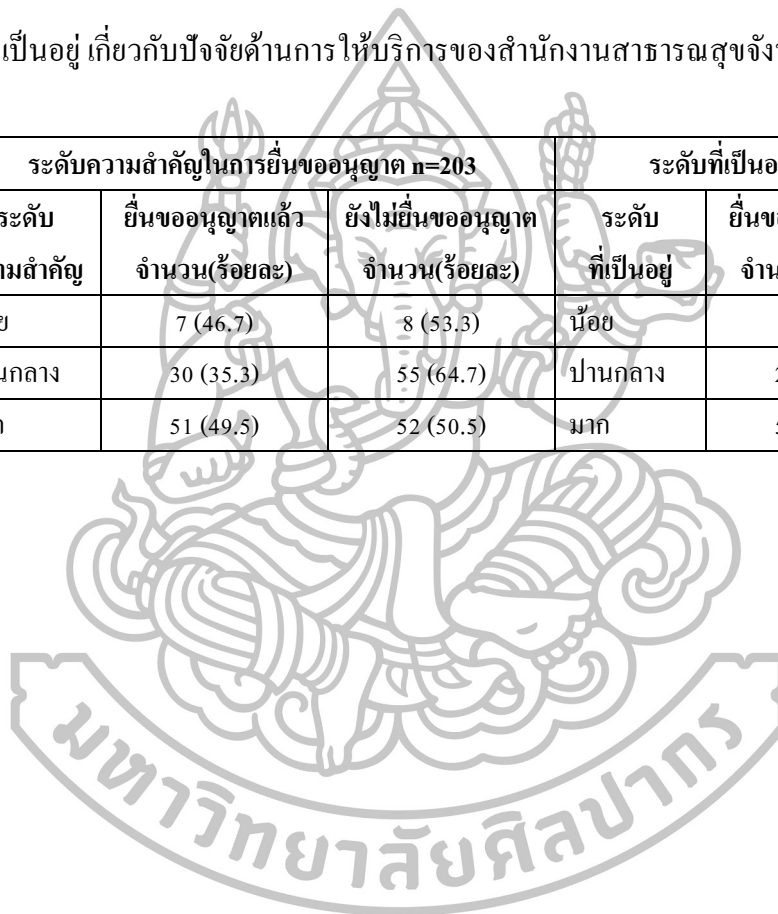 เป็นอยู่ เกี่ยวกับปัจจัยด้านการให้บริการของสำนักงานสาธารณสุขจัง
ระดับความสำคัญในการยื่นขออนุญาต n=203 ระดับที่เป็นอ
ระดับ ยื่นขออนุญาตแล้ว ยังไม่ยื่นขออนุญาต ระดับ ยื่นขอ
ามสำคัญ จำนวน(ร้อยละ) จำนวน(ร้อยละ) ที่เป็นอยู่ จำน
ย 7 (46.7) 8 (53.3) น้อย
นกลาง 30 (35.3) 55 (64.7) ปานกลาง 2
51 (49.5) 52 (50.5) มาก
มหาวิทยาลัยศิลปากร